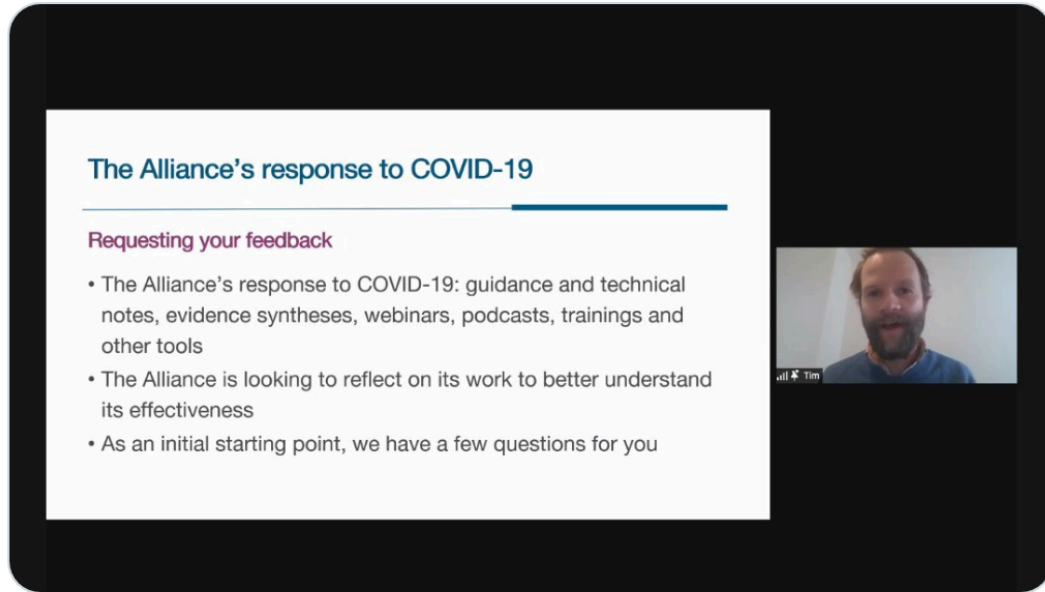 The Alliance's response to COVID-19
Requesting your feedback
• The Alliance's response to COVID-19: guidance and technical
notes, evidence syntheses, webinars, podcasts, trainings and
other tools
• The Alliance is looking to reflect on its work to better understand
its effectiveness
• As an initial starting point, we have a few questions for you
Tim